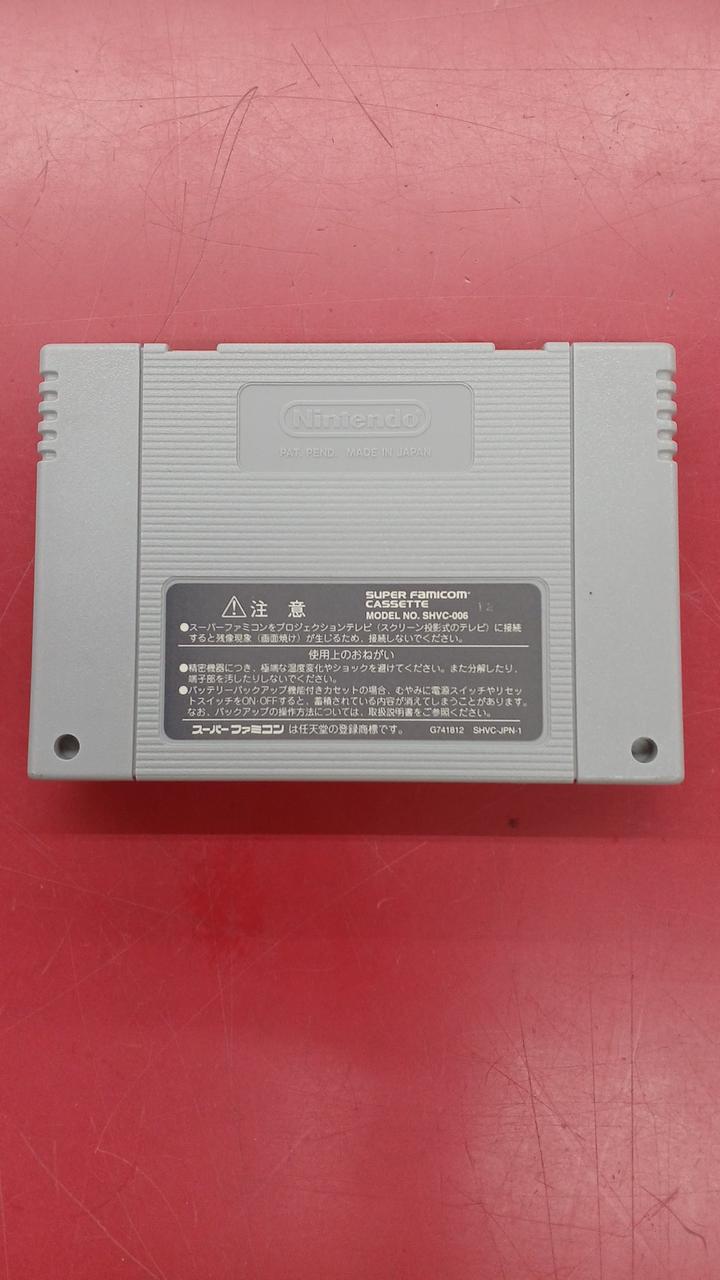 Nintendo
PAT. PEND. MADE IN JAPAN
注 意
SUPER FAMICOM
CASSETTE
MODEL NO. SHVC-006
12
●スーパーファミコンをプロジェクションテレビ（スクリーン投影式のテレビ）に接続
すると残像現象（画面焼け）が生じるため、接続しないでください。
使用上のおねがい
●精密機器につき、極端な温度変化やショックを避けてください。また分解したり、
端子部を汚したりしないでください。
●バッテリーバックアップ機能付きカセットの場合、むやみに電源スイッチやリセッ
トスイッチをON・OFFすると、蓄積されている内容が消えてしまうことがあります。
なお、バックアップの操作方法については、取扱説明書をご参照ください。
スーパーファミコン は任天堂の登録商標です。 G741812 SHVC-JPN-1